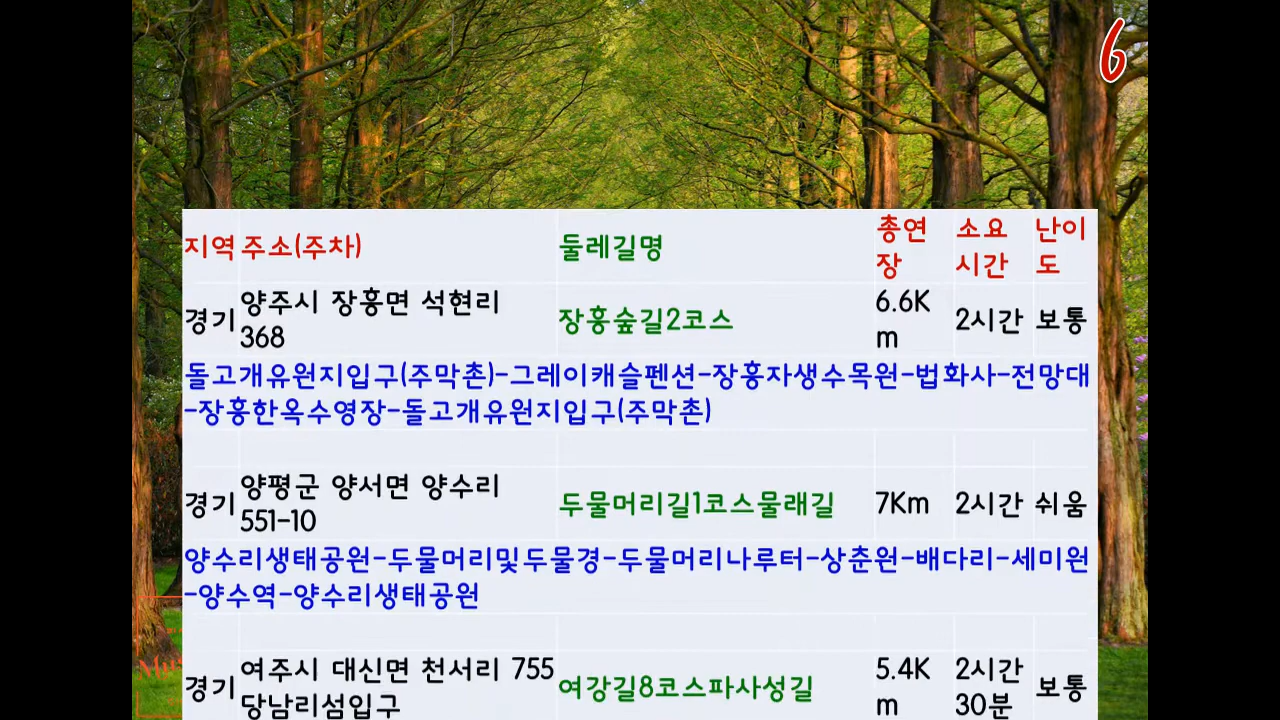 6
지역 주소(주차) 둘레길명 총연장 소요시간 난이도
경기 양주시 장흥면 석현리 368 장흥숲길2코스 6.6Km 2시간 보통
돌고개유원지입구(주막촌)-그레이캐슬펜션-장흥자생수목원-법화사-전망대
-장흥한옥수영장-돌고개유원지입구(주막촌)
경기 양평군 양서면 양수리 551-10 두물머리길1코스물래길 7Km 2시간 쉬움
양수리생태공원-두물머리및두물경-두물머리나루터-상춘원-배다리-세미원
-양수역-양수리생태공원
경기 여주시 대신면 천서리 755 당남리섬입구 여강길8코스파사성길 5.4Km 2시간30분 보통